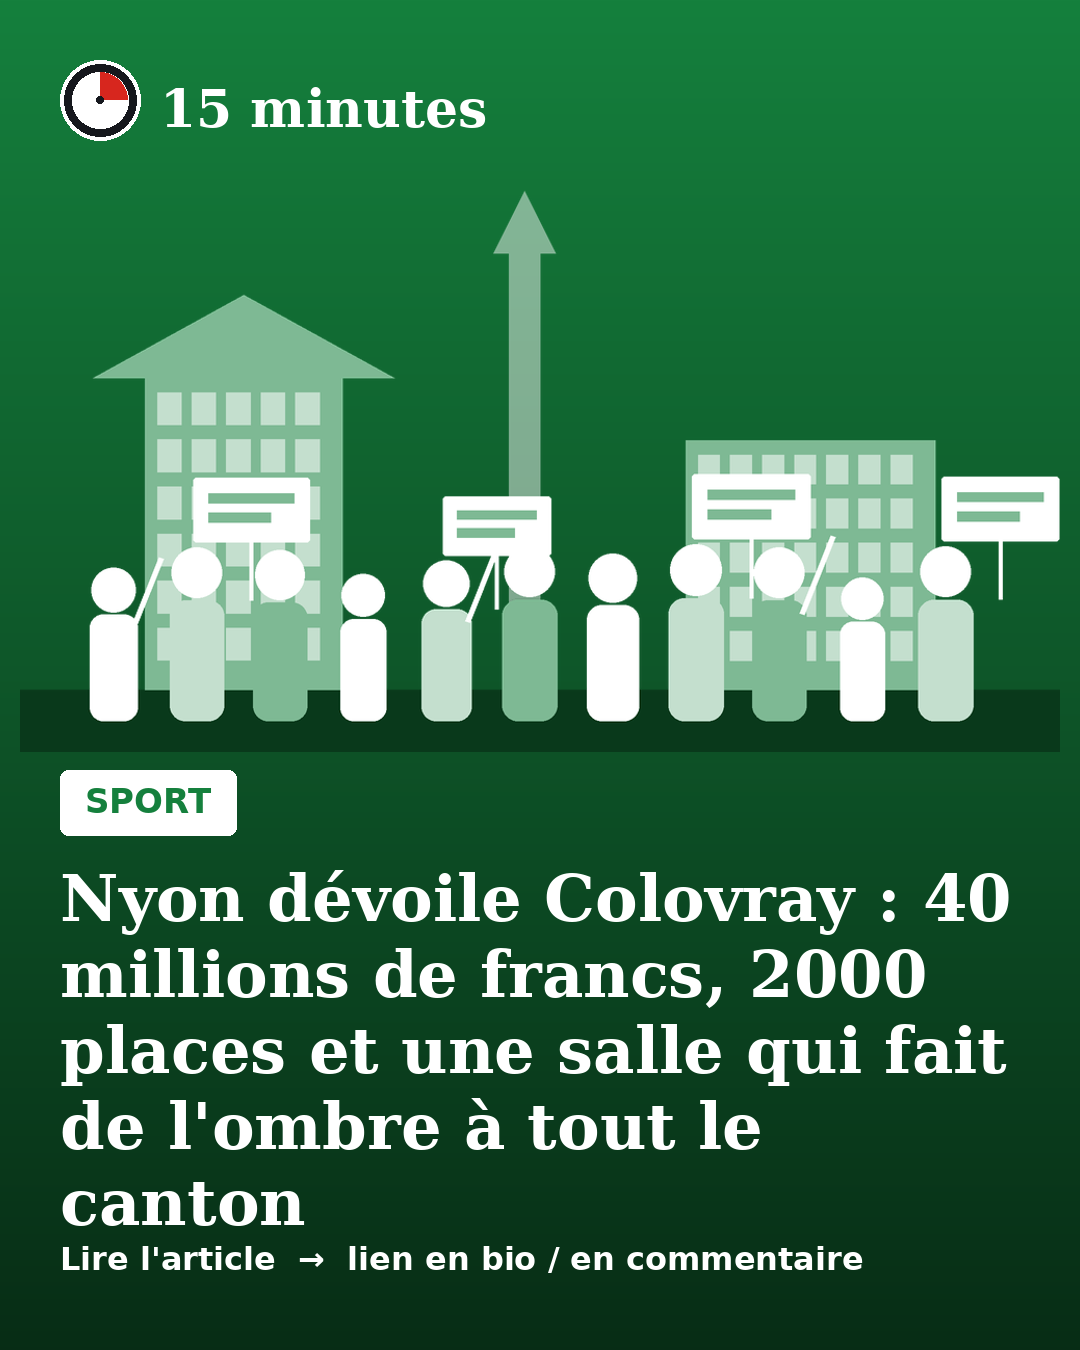 15 minutes
SPORT
Nyon dévoile Colovray : 40
millions de francs, 2000
places et une salle qui fait
de l'ombre à tout le
canton
Lire l'article → lien en bio / en commentaire